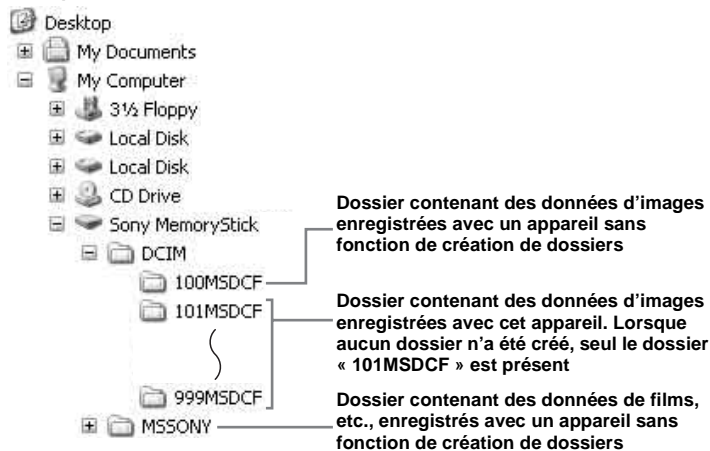 Desktop
My Documents
My Computer
3½ Floppy
Local Disk
Local Disk
CD Drive
Sony MemoryStick
DCIM
100MSDCF
101MSDCF
999MSDCF
MSSONY
Dossier contenant des données d'images
enregistrées avec un appareil sans
fonction de création de dossiers
Dossier contenant des données d'images
enregistrées avec cet appareil. Lorsque
aucun dossier n'a été créé, seul le dossier
« 101MSDCF » est présent
Dossier contenant des données de films,
etc., enregistrés avec un appareil sans
fonction de création de dossiers